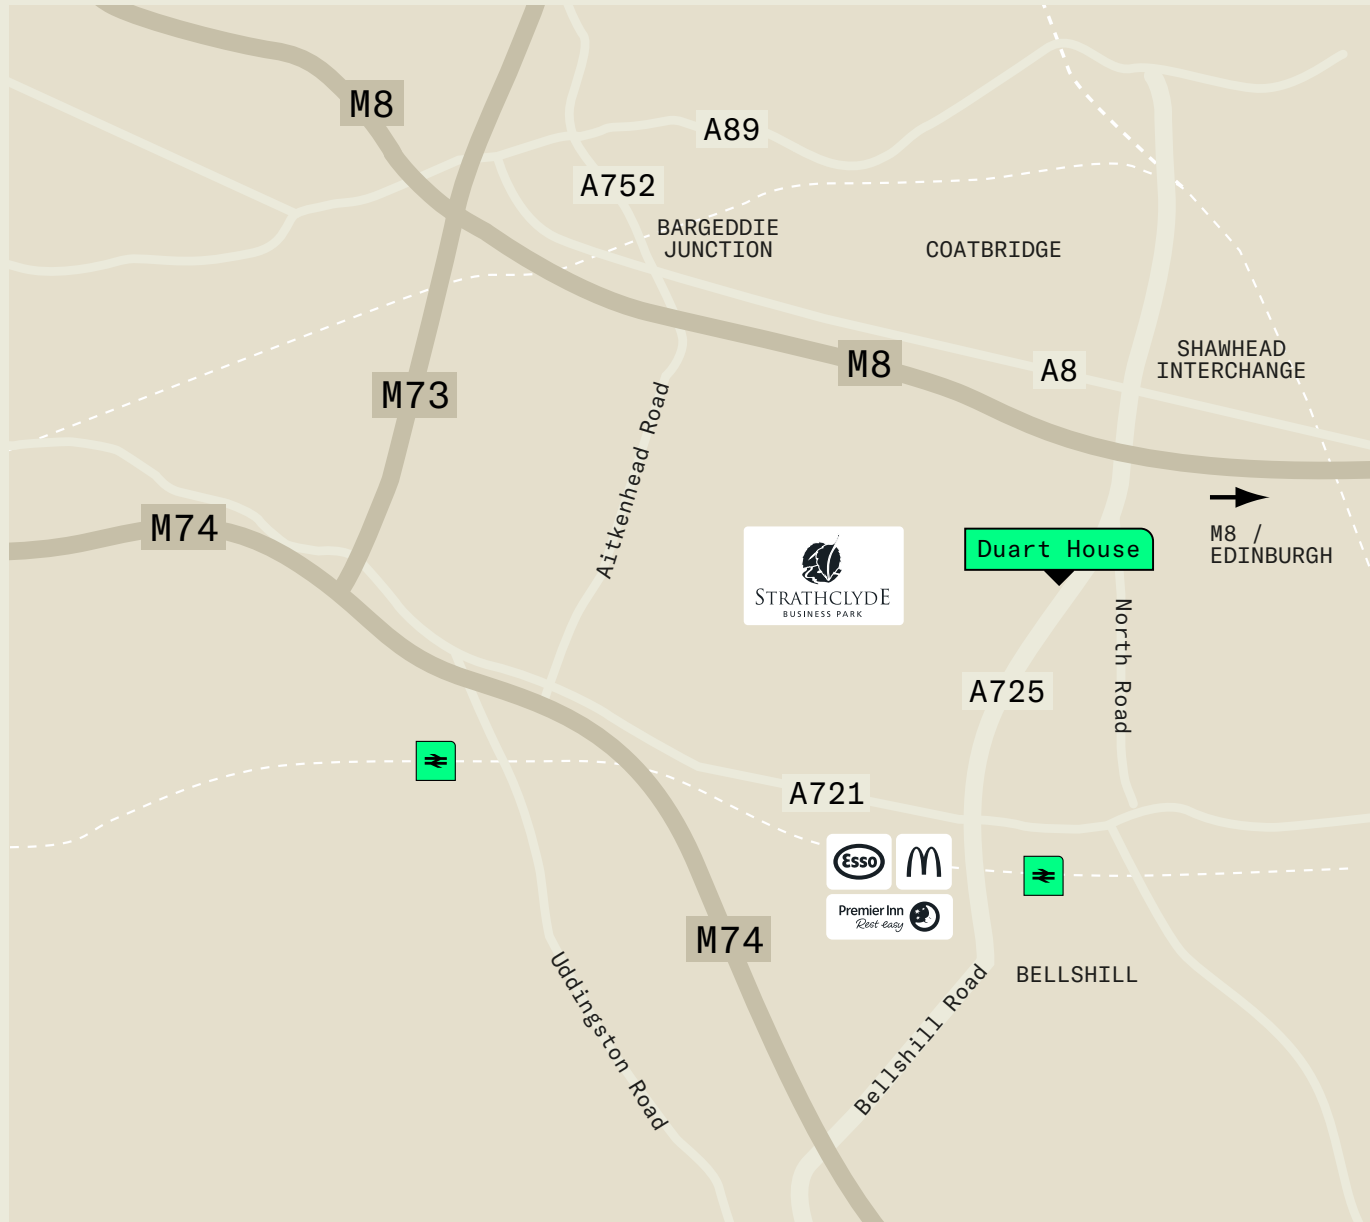 M8
A89
A752
BARGEDDIE
JUNCTION
COATBRIDGE
SHAWHEAD
INTERCHANGE
M8
A8
M73
Aitkenhead Road
M74
M8 /
EDINBURGH
Duart House
STRATHCLYDE
BUSINESS PARK
North Road
A725
A721
Esso
Premier Inn
Rest easy
M74
BELLSHILL
Uddingston Road
Bellshill Road